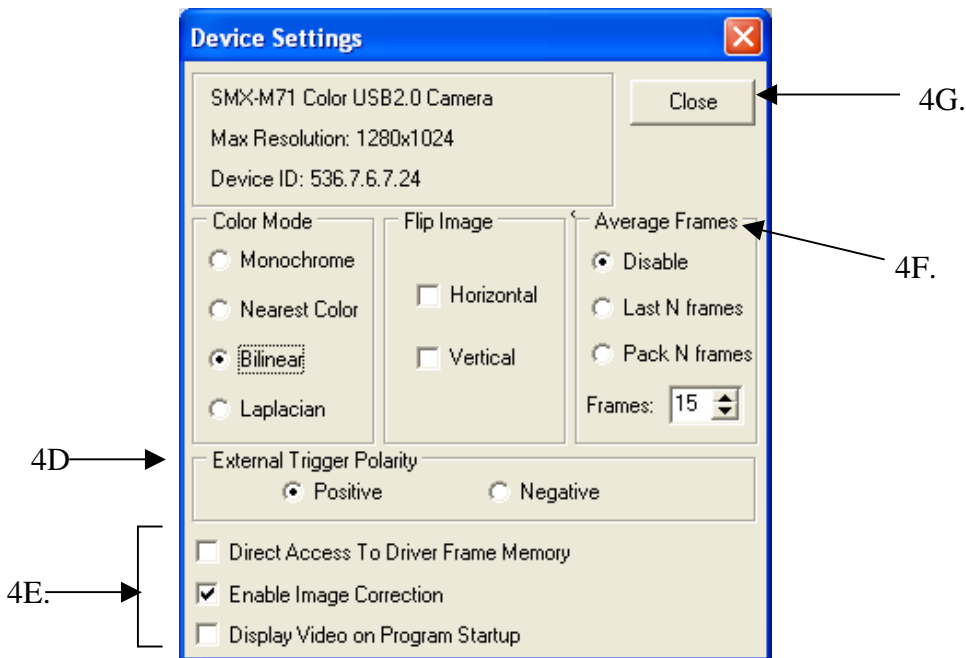 Device Settings
SMX-M71 Color USB2.0 Camera
Max Resolution: 1280x1024
Device ID: 536.7.6.7.24
Close
4G.
Color Mode
Monochrome
Nearest Color
Bilinear
Laplacian
Flip Image
Horizontal
Vertical
Average Frames
Disable
Last N frames
Pack N frames
Frames: 15
4F.
4D
External Trigger Polarity
Positive
Negative
4E.
Direct Access To Driver Frame Memory
Enable Image Correction
Display Video on Program Startup